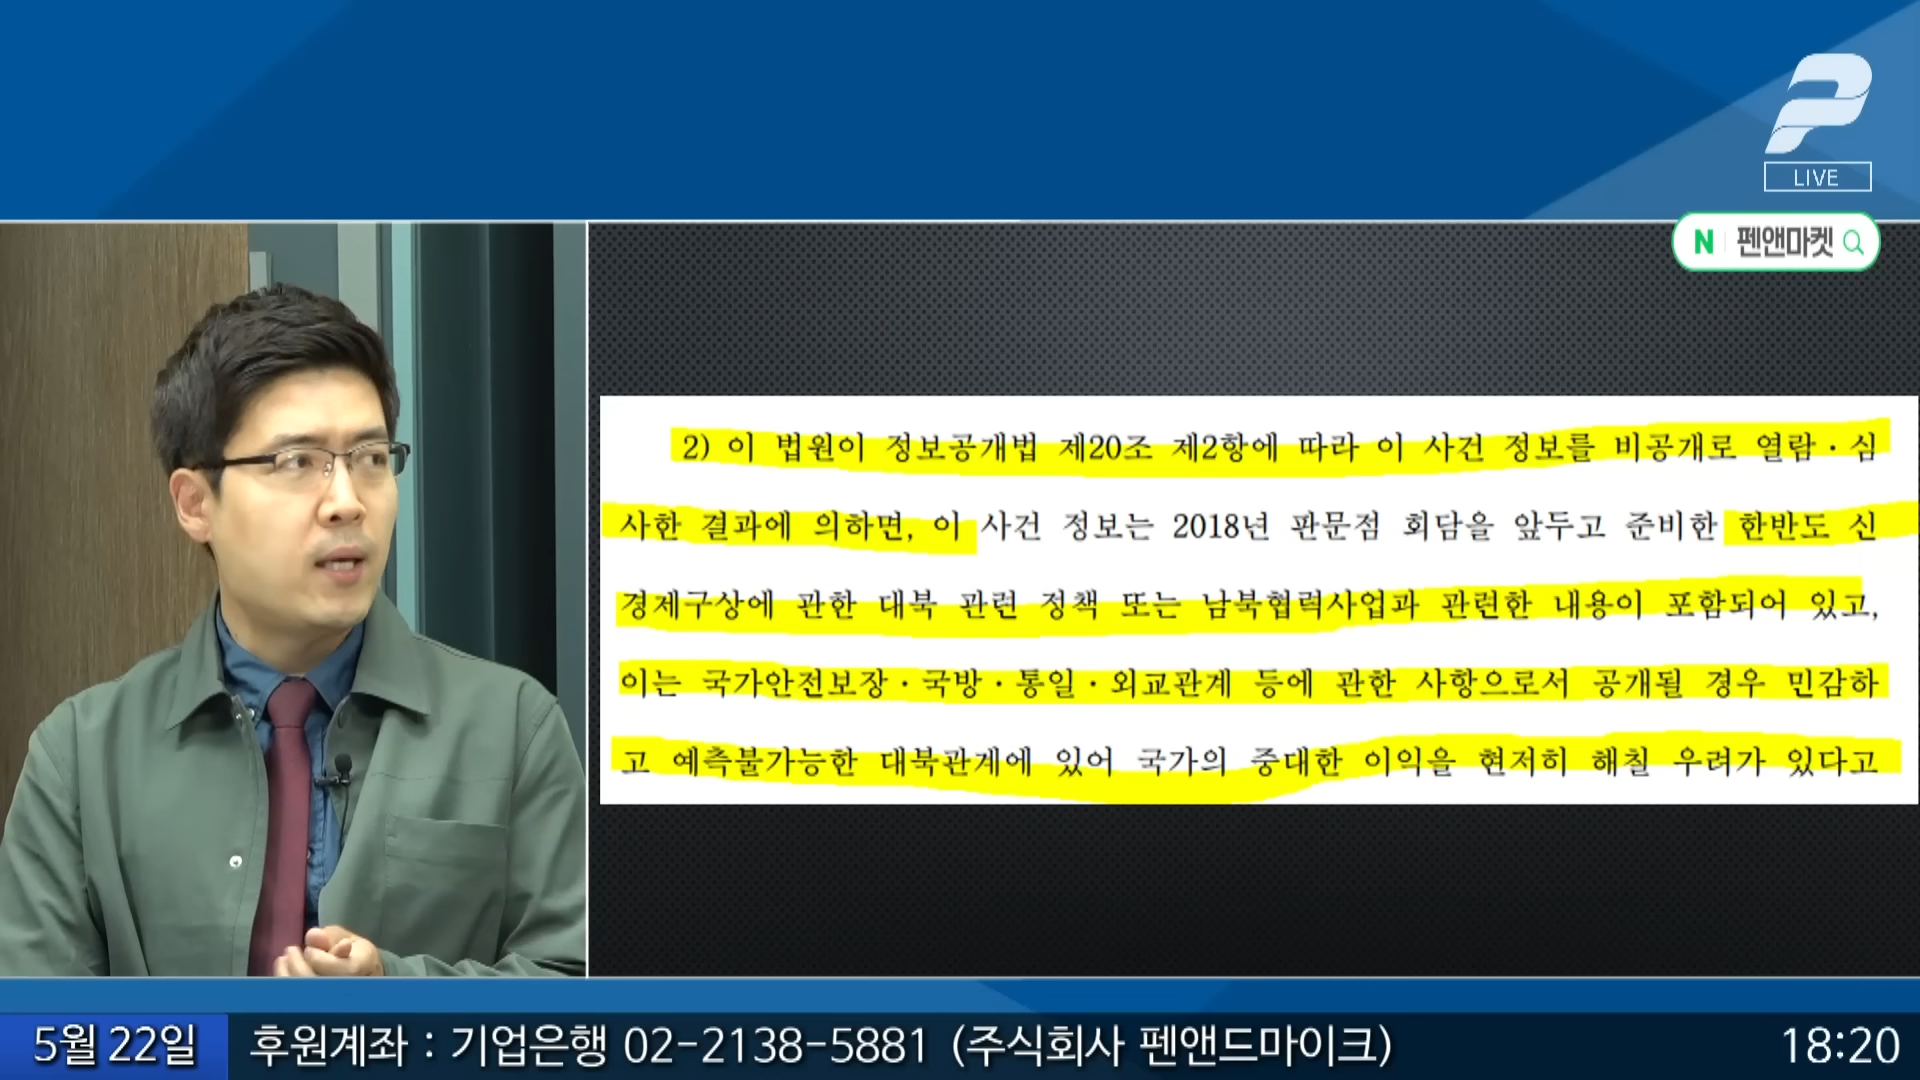 LIVE
N 펜앤마켓
2) 이 법원이 정보공개법 제20조 제2항에 따라 이 사건 정보를 비공개로 열람·심
사한 결과에 의하면, 이 사건 정보는 2018년 판문점 회담을 앞두고 준비한 한반도 신
경제구상에 관한 대북 관련 정책 또는 남북협력사업과 관련한 내용이 포함되어 있고,
이는 국가안전보장·국방·통일·외교관계 등에 관한 사항으로서 공개될 경우 민감하
고 예측불가능한 대북관계에 있어 국가의 중대한 이익을 현저히 해칠 우려가 있다고
5월 22일 후원계좌 : 기업은행 02-2138-5881 (주식회사 펜앤드마이크) 18:20